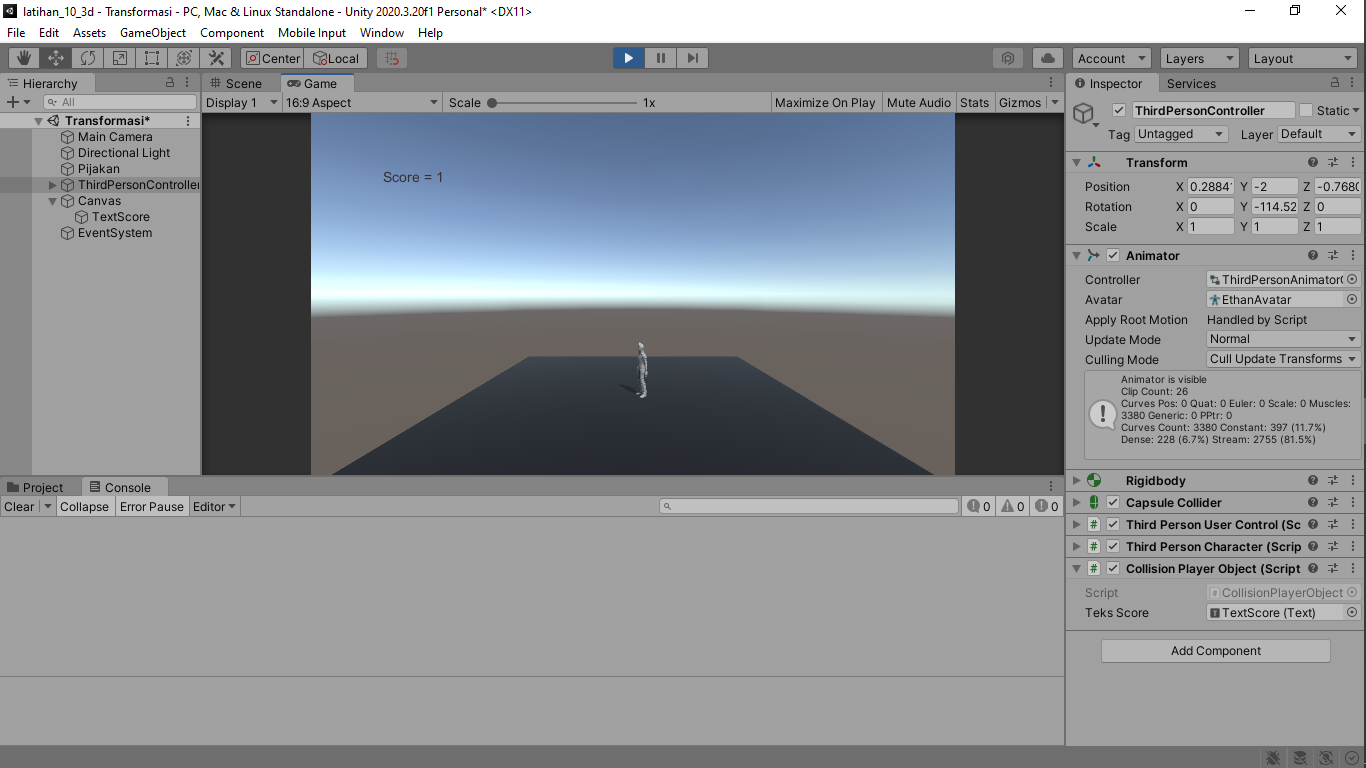 latihan_10_3d - Transformasi - PC, Mac & Linux Standalone - Unity 2020.3.20f1 Personal* <DX11>
File Edit Assets GameObject Component Mobile Input Window Help
Center Local Account Layers Layout
Hierarchy
All
Transformasi*
Main Camera
Directional Light
Pijakan
ThirdPersonController
Canvas
TextScore
EventSystem
Scene Game
Display 1 16:9 Aspect Scale 1x Maximize On Play Mute Audio Stats Gizmos
Score = 1
Project Console
Clear Collapse Error Pause Editor 0 0 0
Inspector Services
ThirdPersonController Static
Tag Untagged Layer Default
Transform
Position X 0.2884 Y -2 Z -0.768
Rotation X 0 Y -114.52 Z 0
Scale X 1 Y 1 Z 1
Animator
Controller ThirdPersonAnimator
Avatar EthanAvatar
Apply Root Motion Handled by Script
Update Mode Normal
Culling Mode Cull Update Transforms
Animator is visible
Clip Count: 26
Curves Pos: 0 Quat: 0 Euler: 0 Scale: 0 Muscles:
3380 Generic: 0 PPtr: 0
Curves Count: 3380 Constant: 397 (11.7%)
Dense: 228 (6.7%) Stream: 2755 (81.5%)
Rigidbody
Capsule Collider
Third Person User Control (Sc
Third Person Character (Scrip
Collision Player Object (Script
Script CollisionPlayerObject
Teks Score TextScore (Text)
Add Component